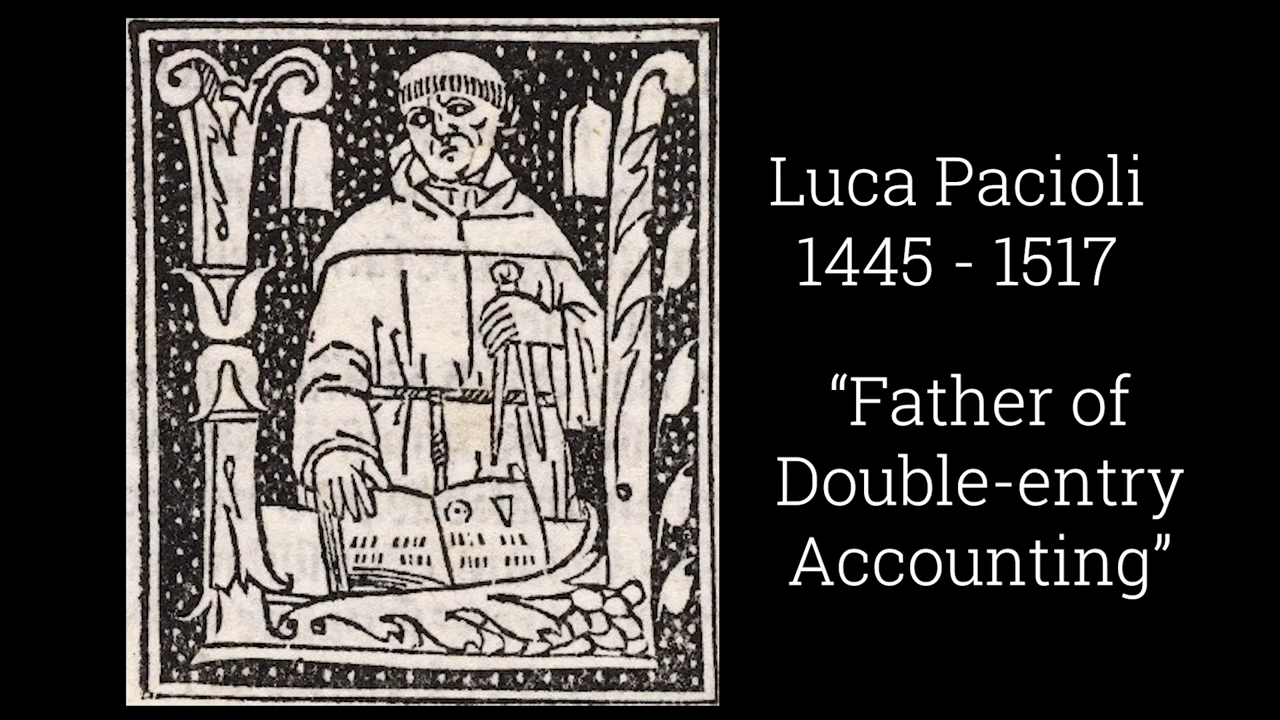 Luca Pacioli
1445 - 1517
“Father of
Double-entry
Accounting”